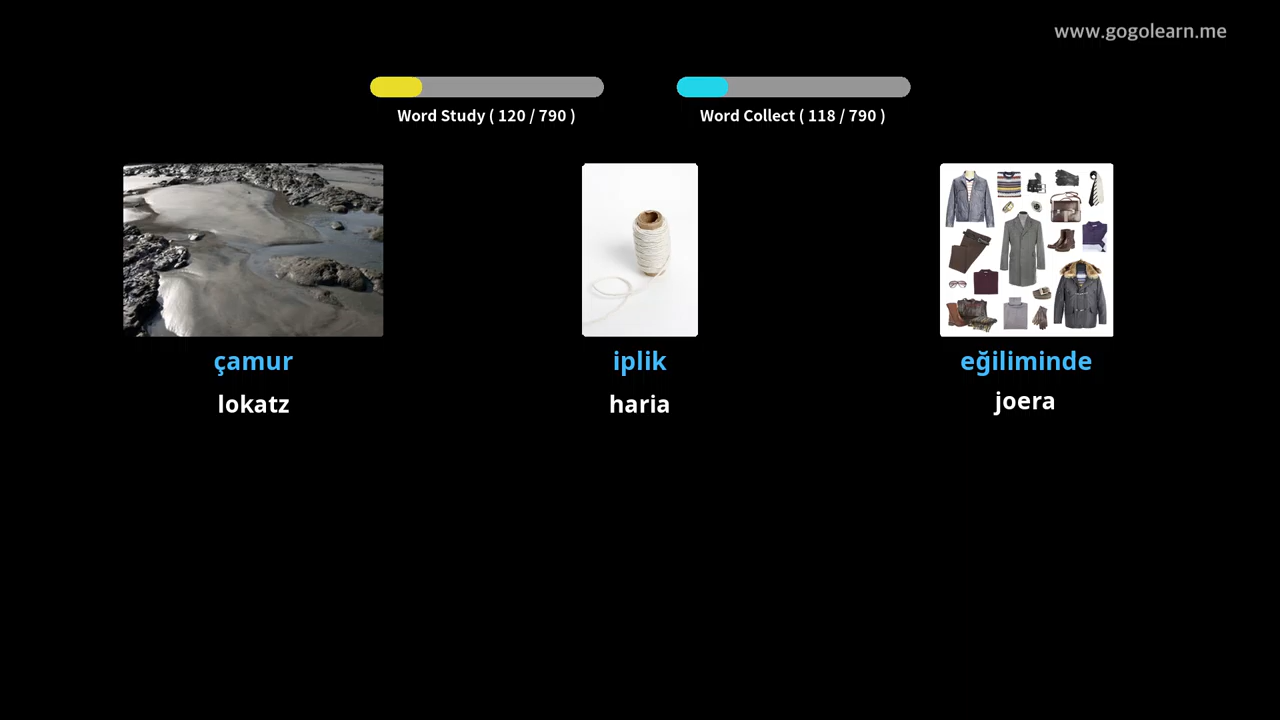 www.gogolearn.me
Word Study ( 120 / 790 )
Word Collect ( 118 / 790 )
çamur
iplik
eğiliminde
lokatz
haria
joera